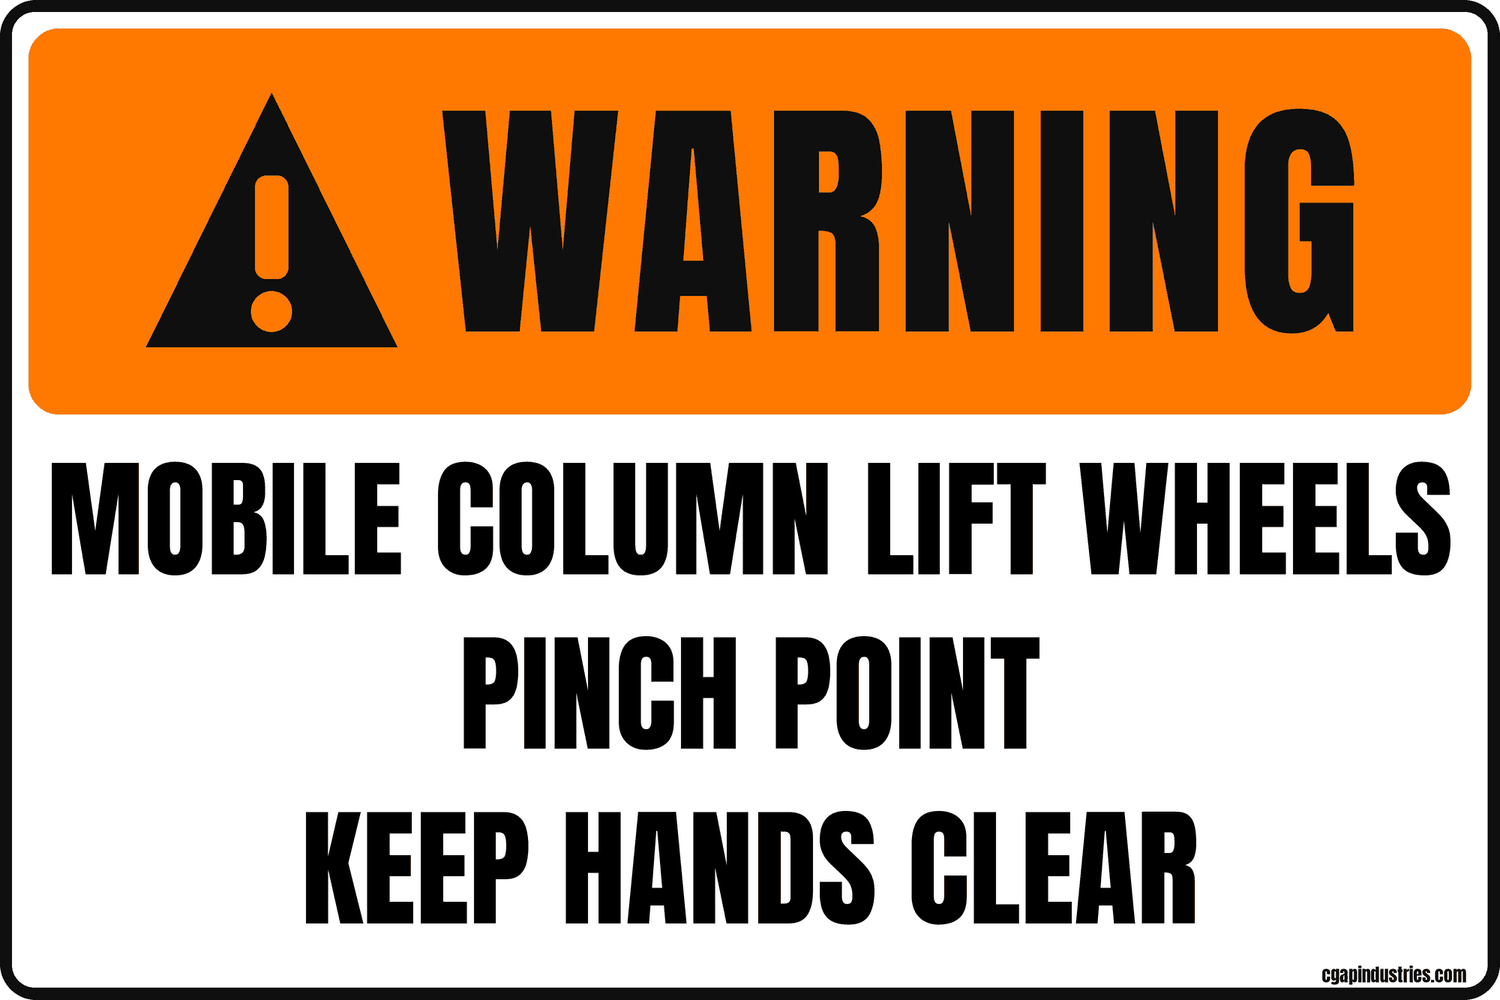 WARNING
MOBILE COLUMN LIFT WHEELS
PINCH POINT
KEEP HANDS CLEAR
cgapindustries.com